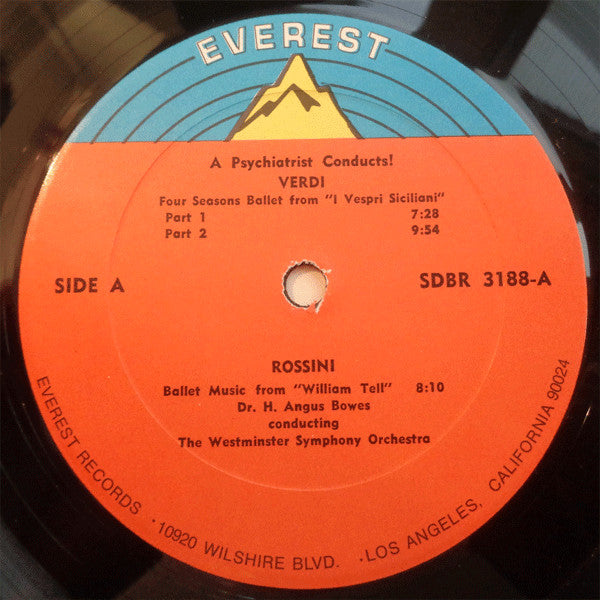 EVEREST
A Psychiatrist Conducts!
VERDI
Four Seasons Ballet from "I Vespri Siciliani"
Part 1 7:28
Part 2 9:54
SIDE A SDBR 3188-A
ROSSINI
Ballet Music from "William Tell" 8:10
Dr. H. Angus Bowes
conducting
The Westminster Symphony Orchestra
EVEREST RECORDS · 10920 WILSHIRE BLVD. · LOS ANGELES, CALIFORNIA 90024